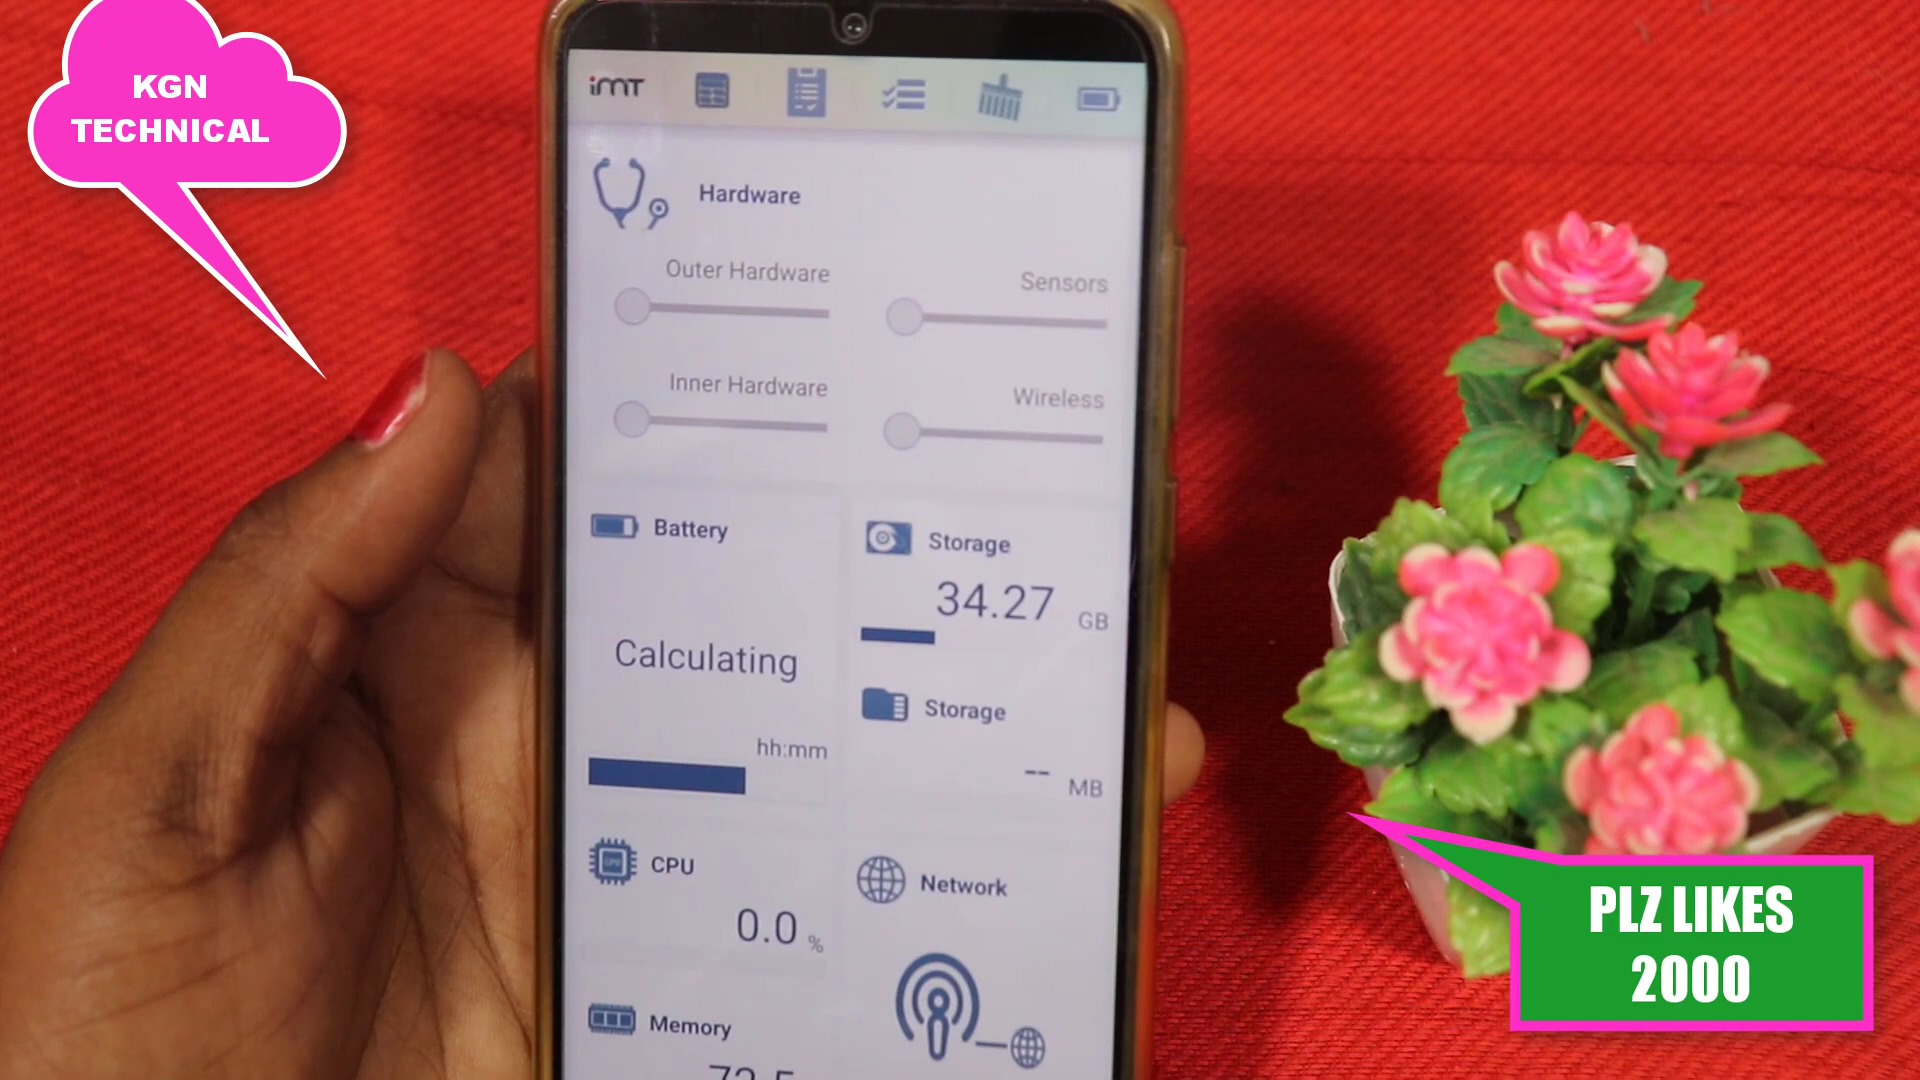 KGN
TECHNICAL
iMT
Hardware
Outer Hardware
Sensors
Inner Hardware
Wireless
Battery
Storage
34.27 GB
Calculating
Storage
hh:mm
-- MB
CPU
Network
0.0 %
Memory
PLZ LIKES
2000